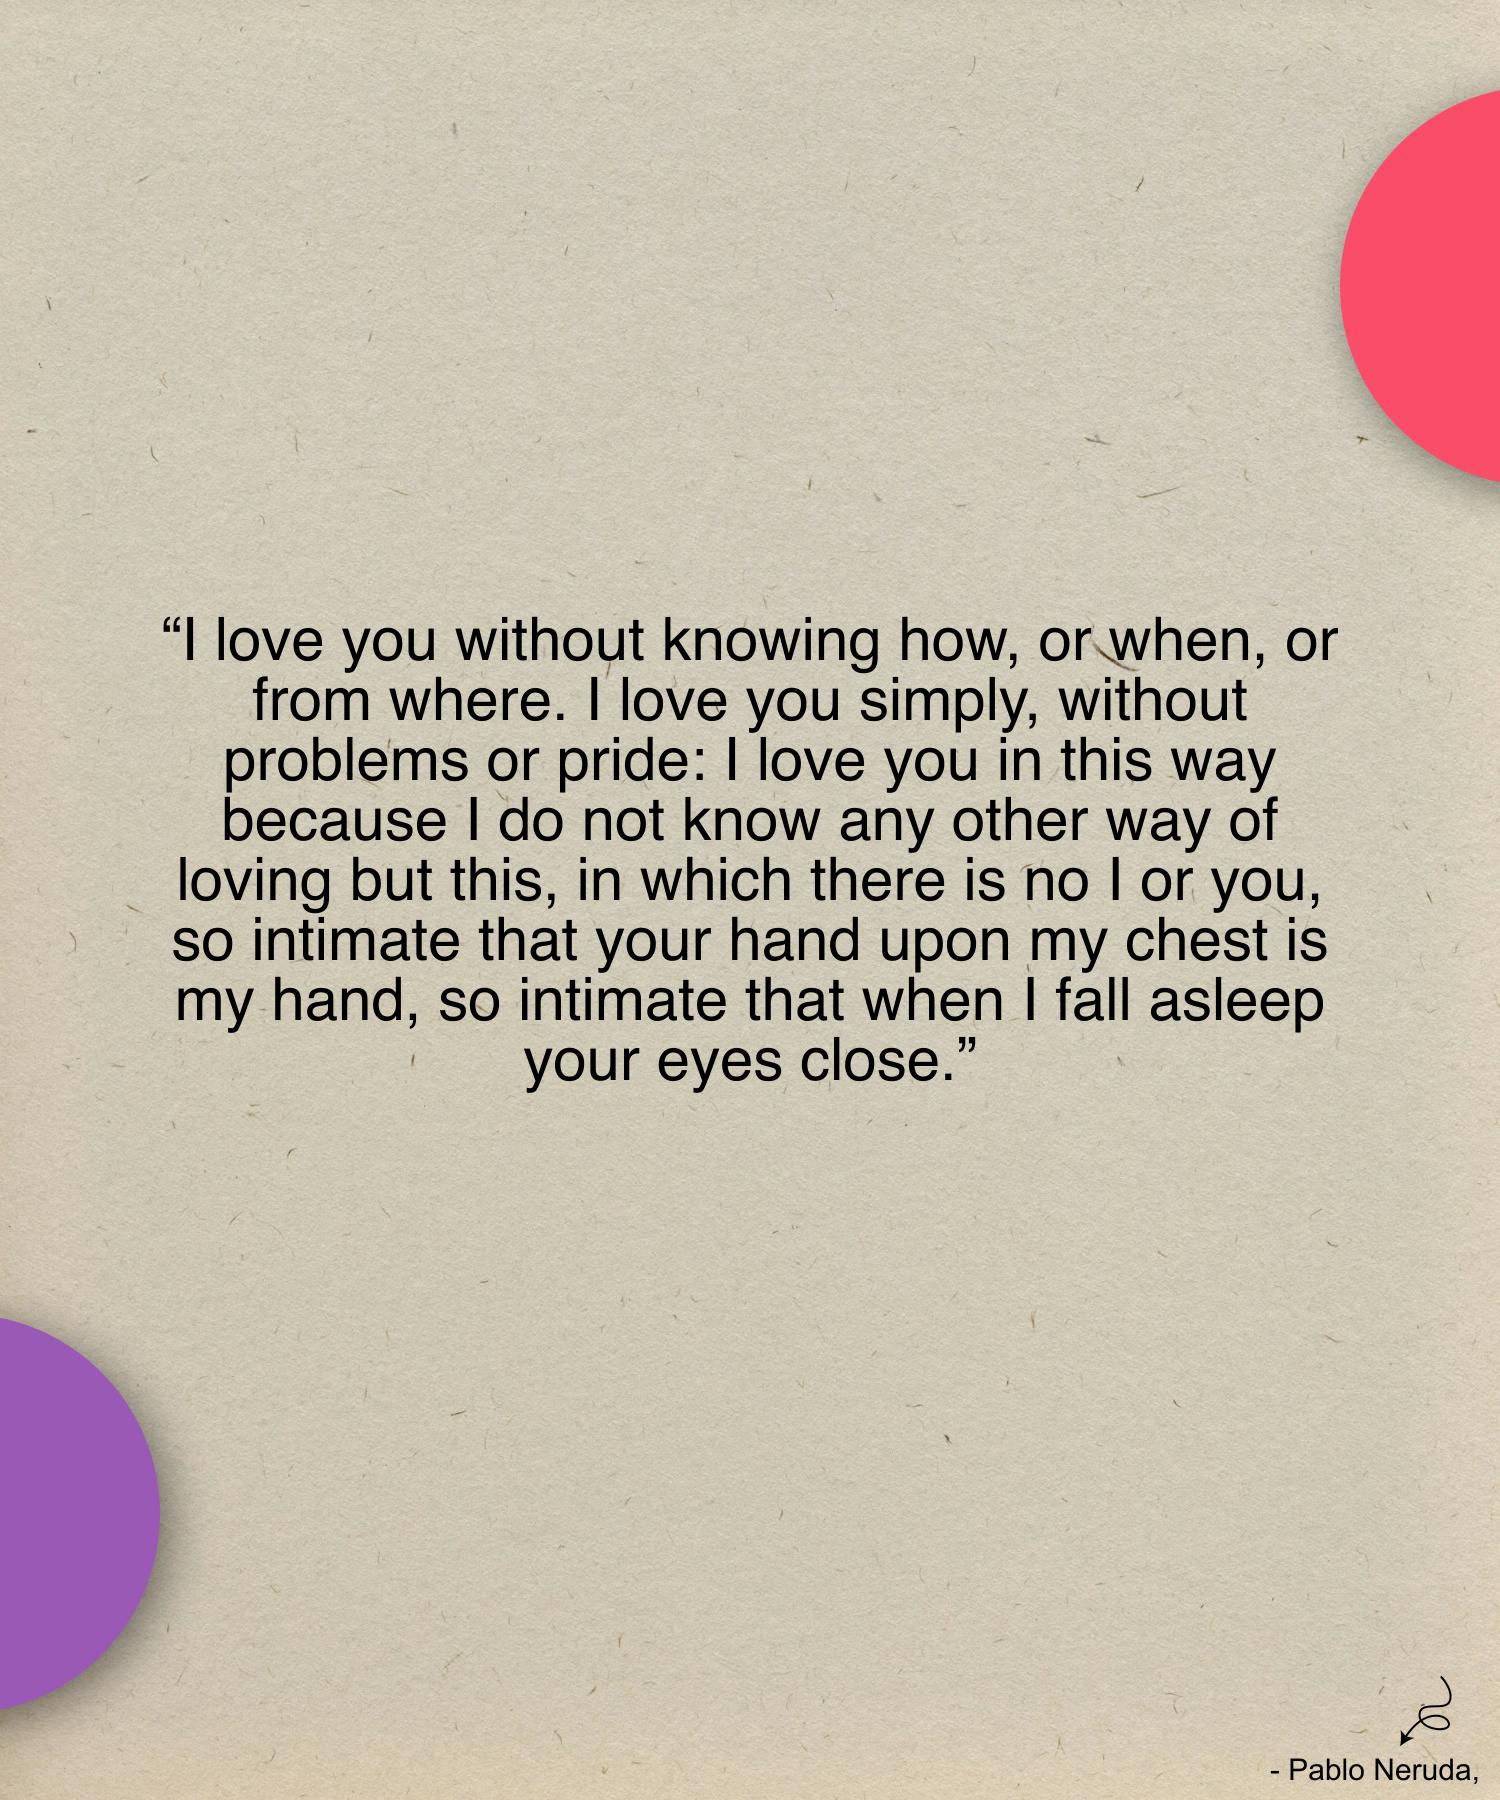 “I love you without knowing how, or when, or
from where. I love you simply, without
problems or pride: I love you in this way
because I do not know any other way of
loving but this, in which there is no I or you,
so intimate that your hand upon my chest is
my hand, so intimate that when I fall asleep
your eyes close.”
- Pablo Neruda,